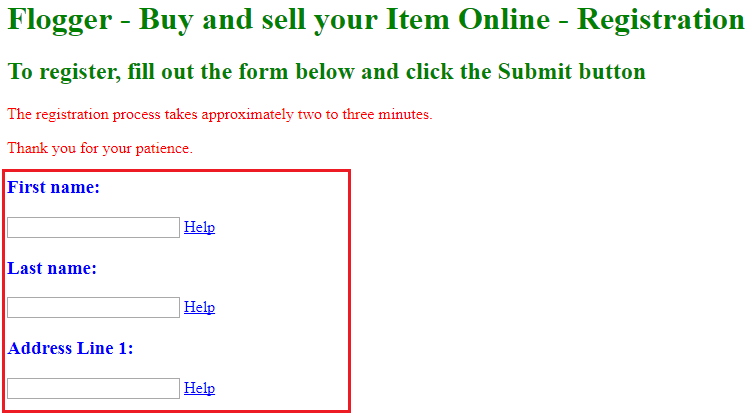 Flogger - Buy and sell your Item Online - Registration
To register, fill out the form below and click the Submit button
The registration process takes approximately two to three minutes.
Thank you for your patience.
First name:
Help
Last name:
Help
Address Line 1:
Help